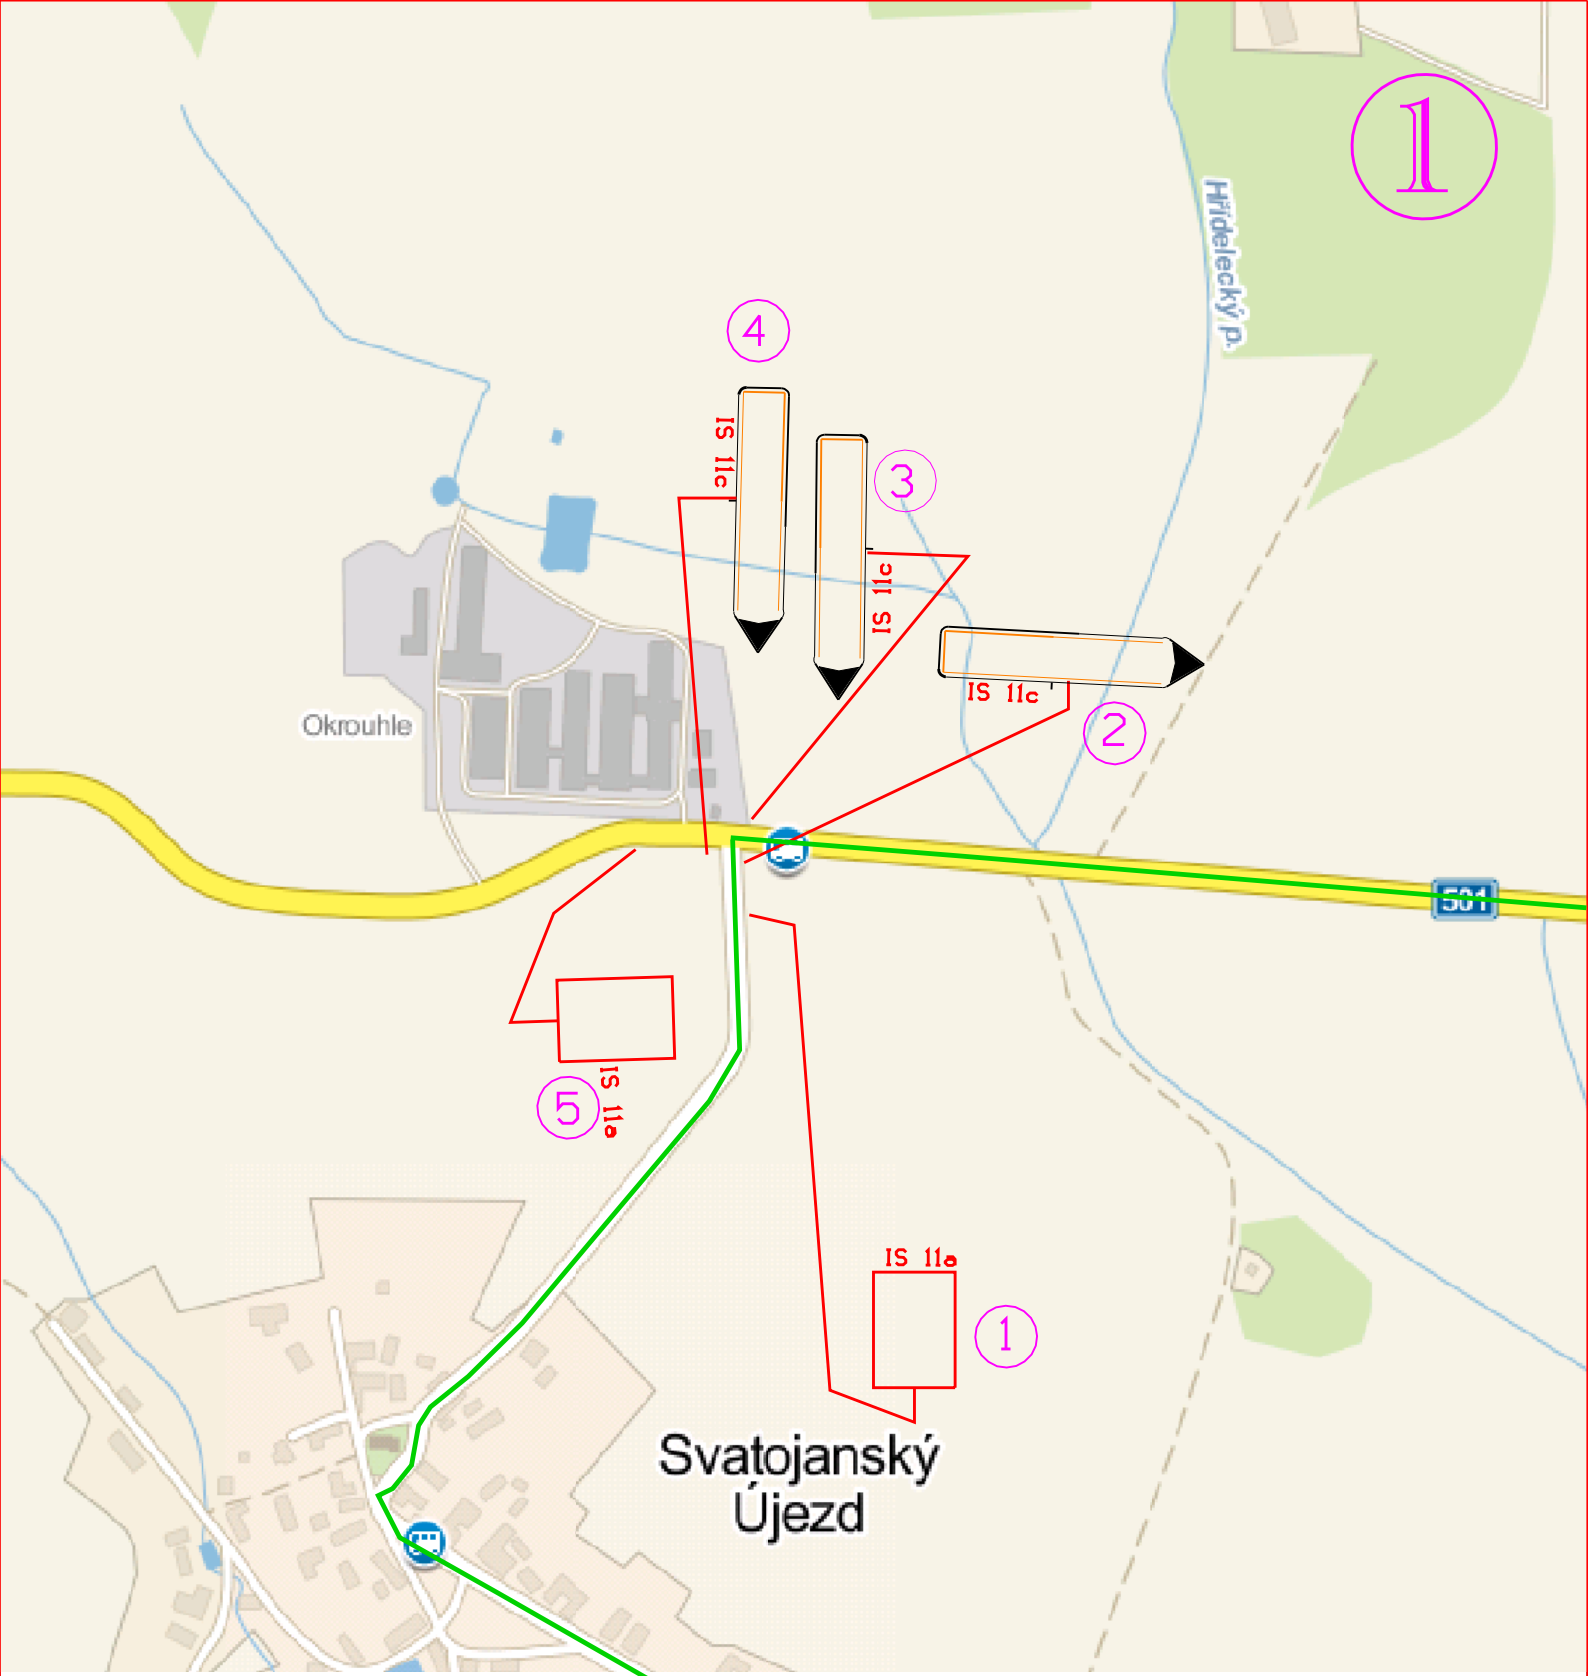 1
Hřídelecký p.
4
IS 11c
3
IS 11c
IS 11c
2
Okrouhle
501
5
IS 11a
IS 11a
1
Svatojanský
Újezd